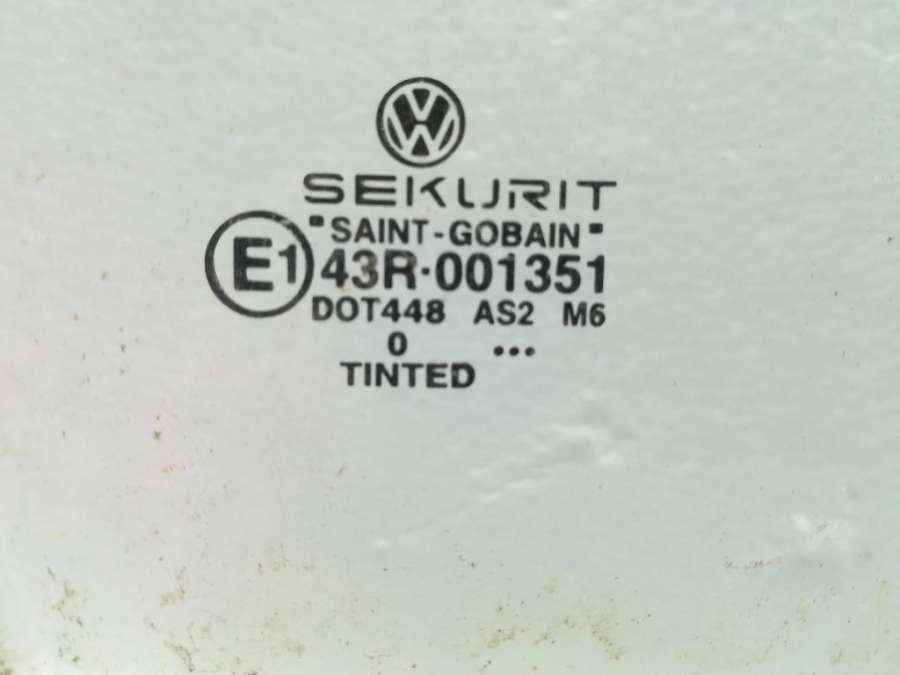 VW
SEKURIT
"SAINT-GOBAIN"
E1 43R-001351
DOT448 AS2 M6
0 ...
TINTED